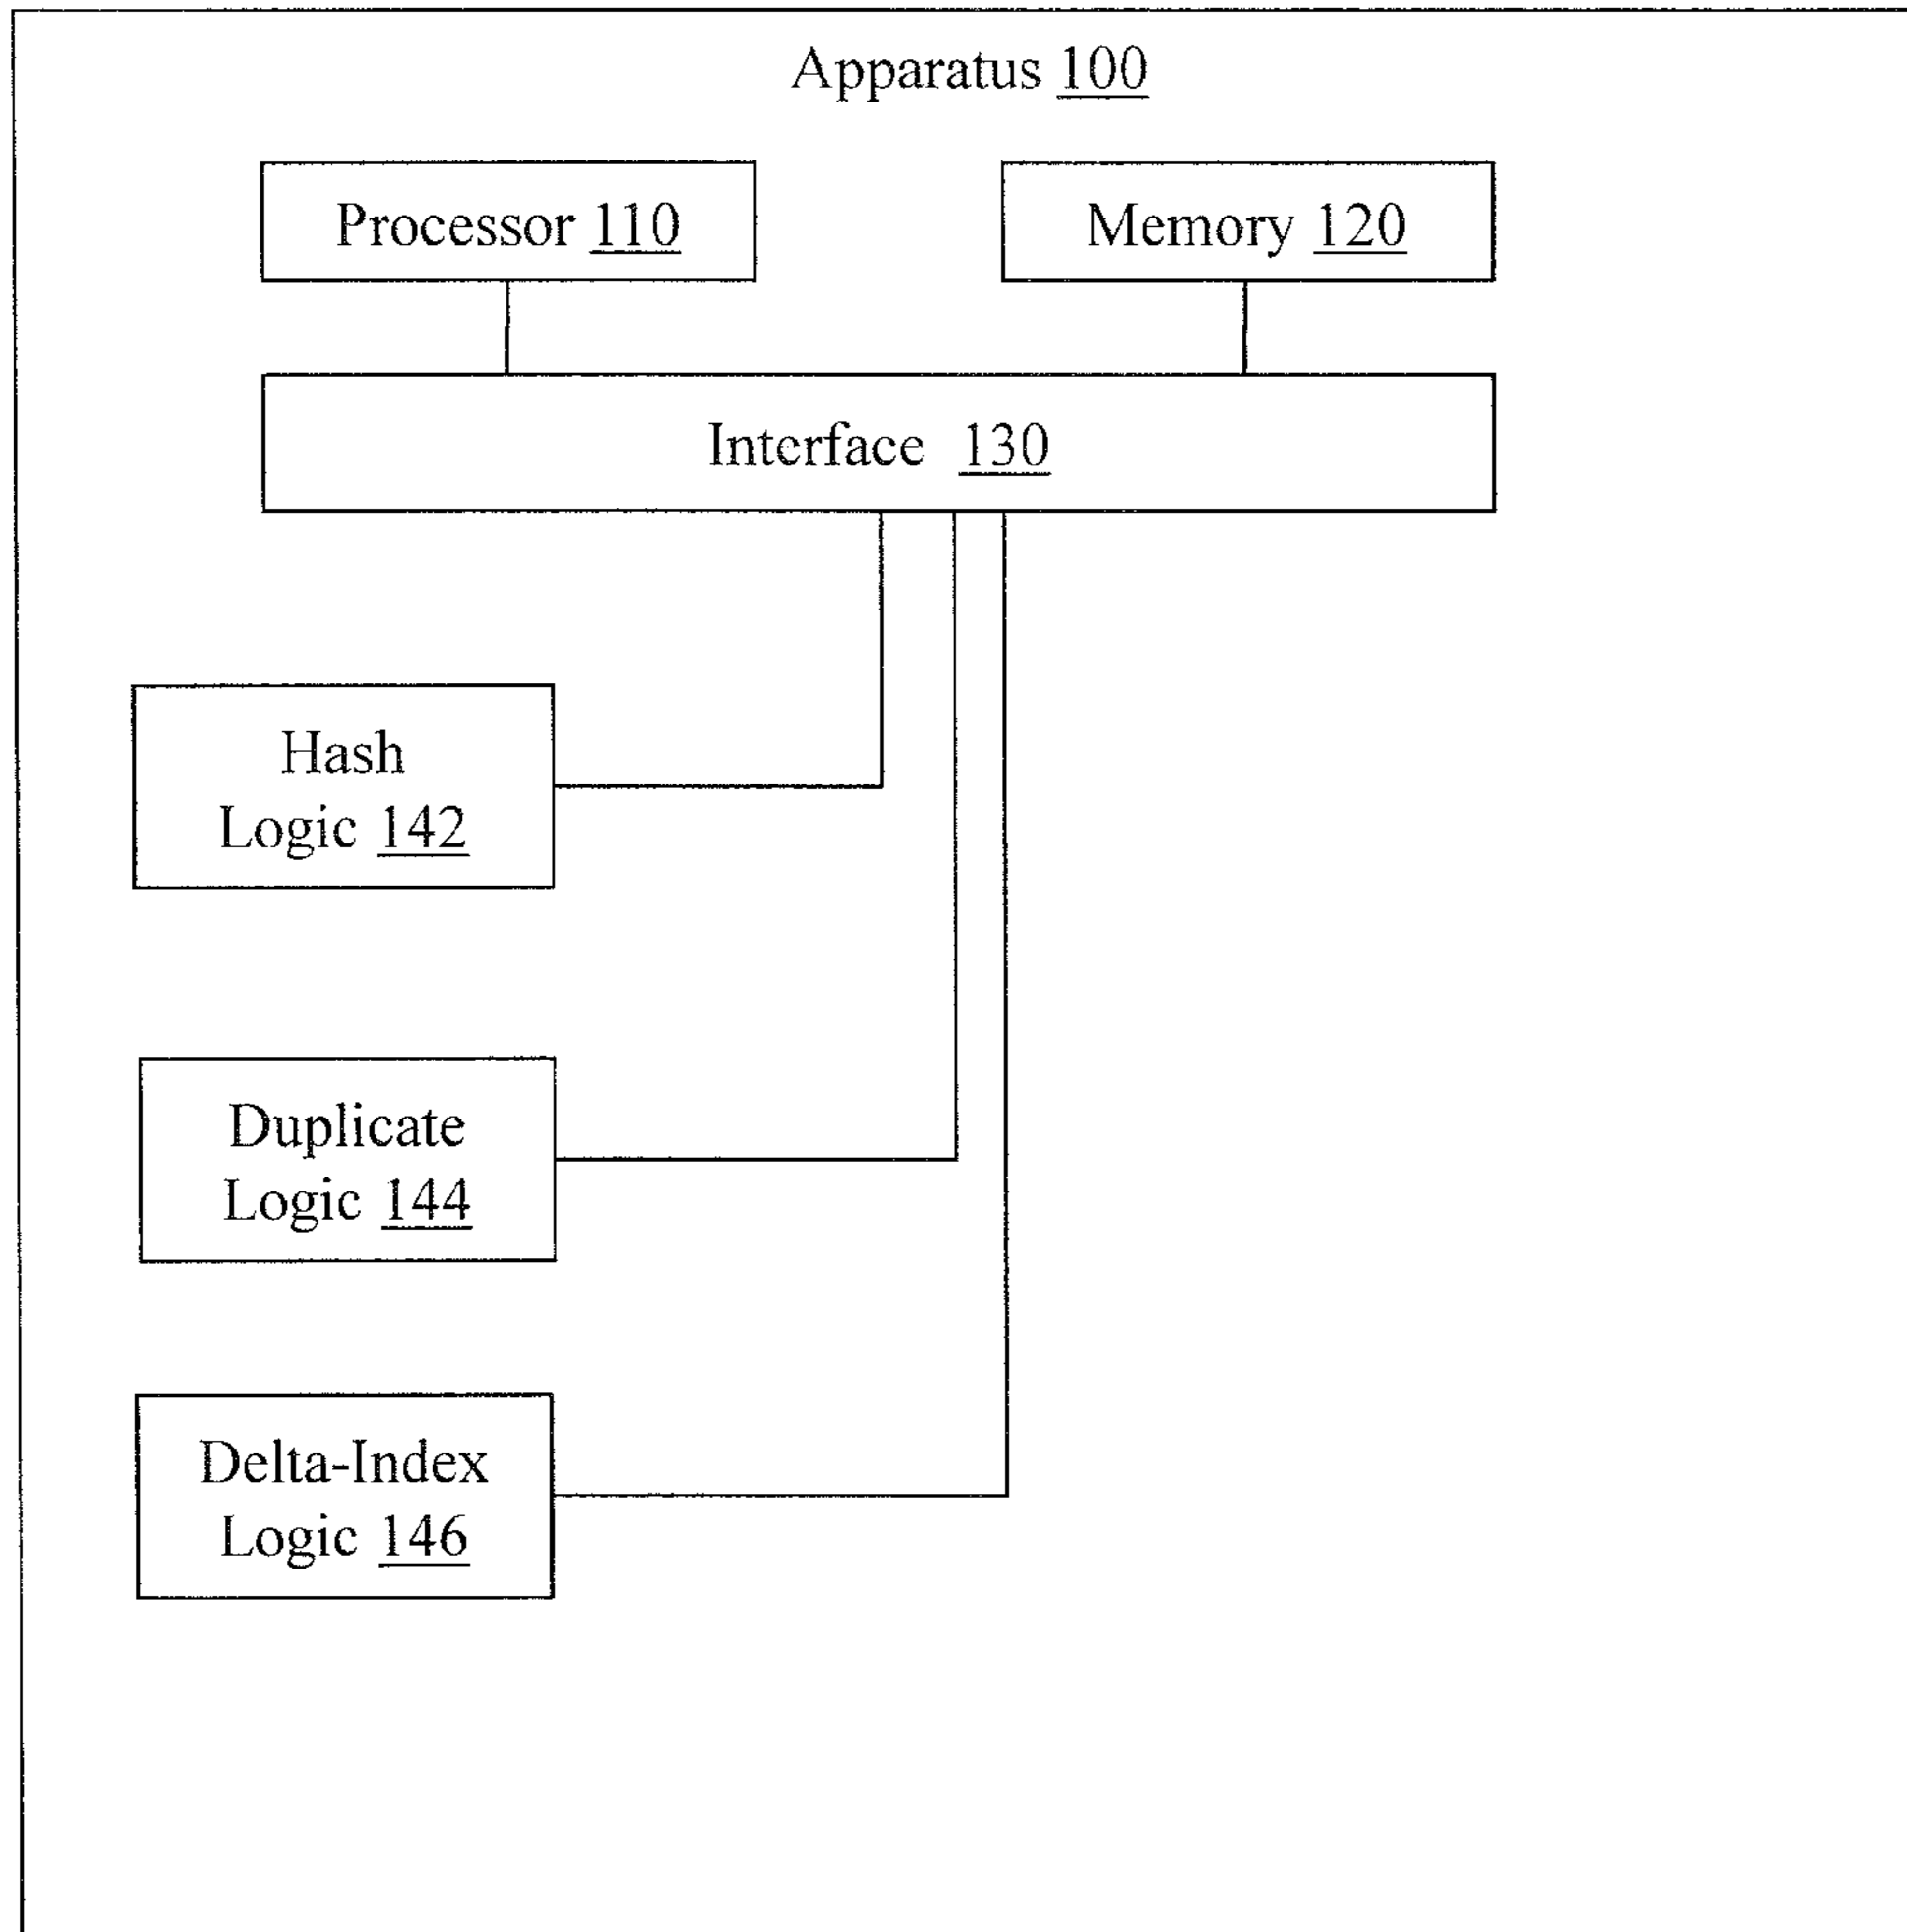 Apparatus 100
Processor 110
Memory 120
Interface 130
Hash
Logic 142
Duplicate
Logic 144
Delta-Index
Logic 146